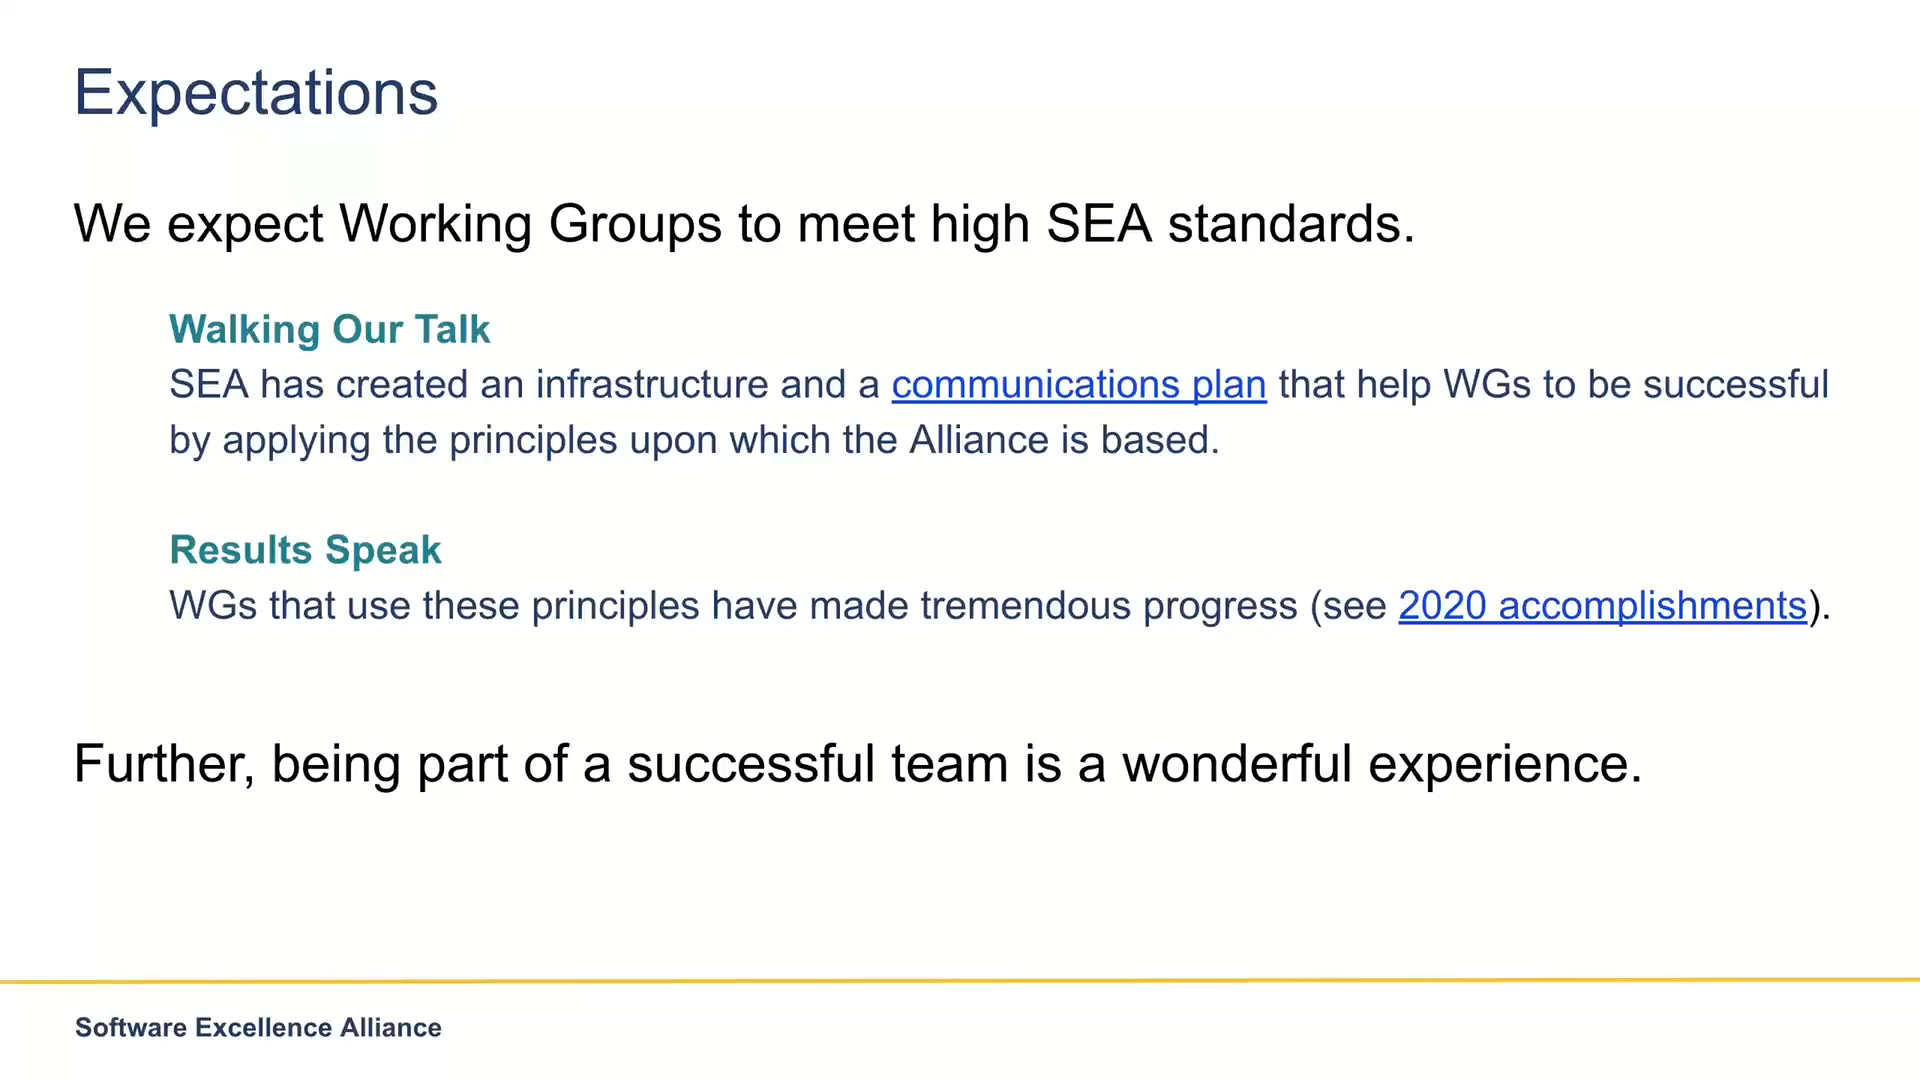 Expectations
We expect Working Groups to meet high SEA standards.
Walking Our Talk
SEA has created an infrastructure and a communications plan that help WGs to be successful
by applying the principles upon which the Alliance is based.
Results Speak
WGs that use these principles have made tremendous progress (see 2020 accomplishments).
Further, being part of a successful team is a wonderful experience.
Software Excellence Alliance